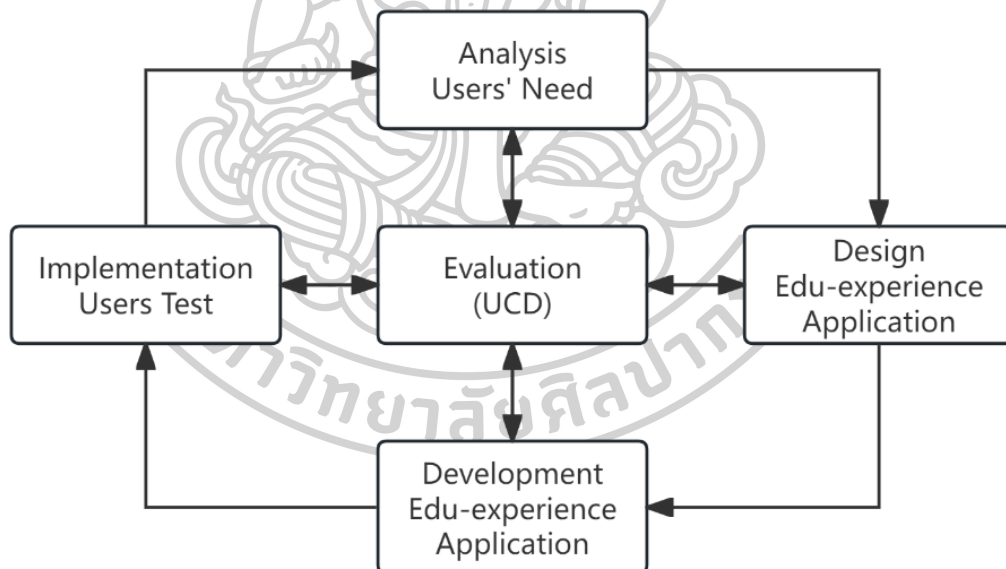 Analysis
Users' Need
Implementation
Users Test
Evaluation
(UCD)
Design
Edu-experience
Application
Development
Edu-experience
Application